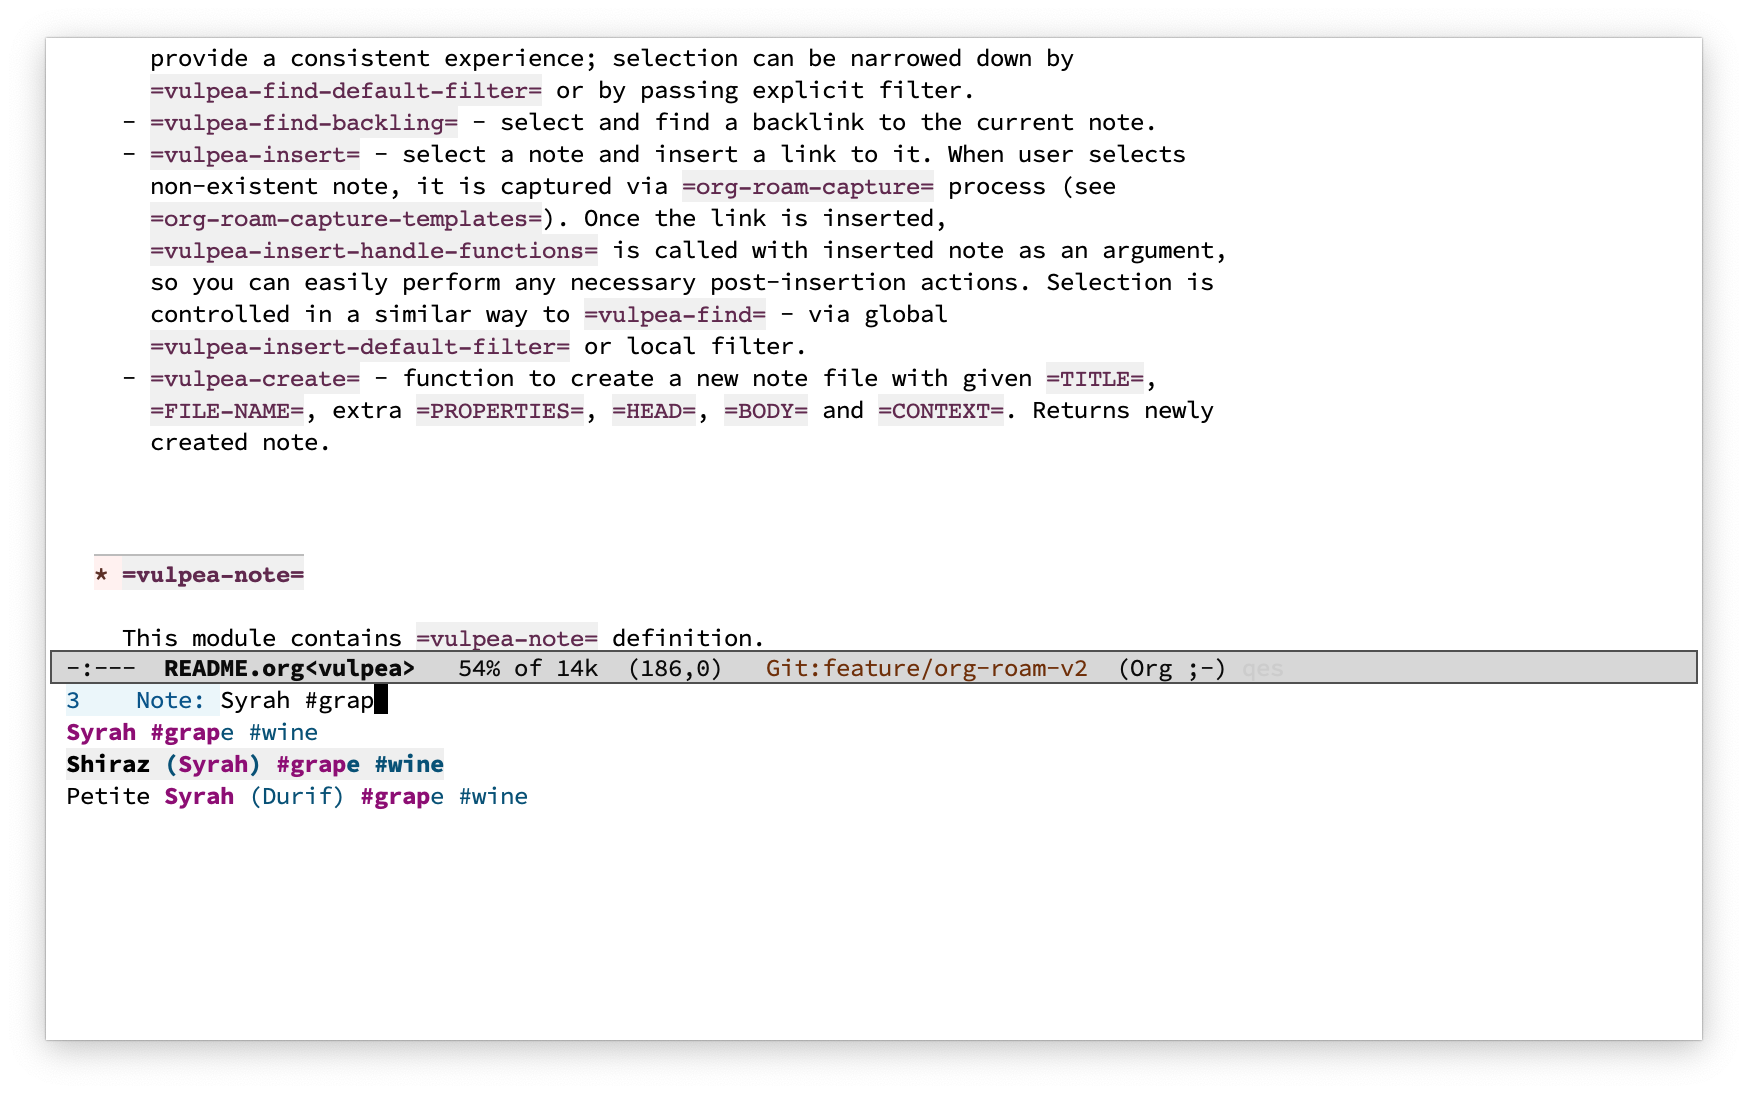 provide a consistent experience; selection can be narrowed down by
=vulpea-find-default-filter= or by passing explicit filter.
- =vulpea-find-backling= - select and find a backlink to the current note.
- =vulpea-insert= - select a note and insert a link to it. When user selects
non-existent note, it is captured via =org-roam-capture= process (see
=org-roam-capture-templates=). Once the link is inserted,
=vulpea-insert-handle-functions= is called with inserted note as an argument,
so you can easily perform any necessary post-insertion actions. Selection is
controlled in a similar way to =vulpea-find= - via global
=vulpea-insert-default-filter= or local filter.
- =vulpea-create= - function to create a new note file with given =TITLE=,
=FILE-NAME=, extra =PROPERTIES=, =HEAD=, =BODY= and =CONTEXT=. Returns newly
created note.
* =vulpea-note=
This module contains =vulpea-note= definition.
-:--- README.org<vulpea> 54% of 14k (186,0) Git:feature/org-roam-v2 (Org ;-) qes
3 Note: Syrah #grap
Syrah #grape #wine
Shiraz (Syrah) #grape #wine
Petite Syrah (Durif) #grape #wine